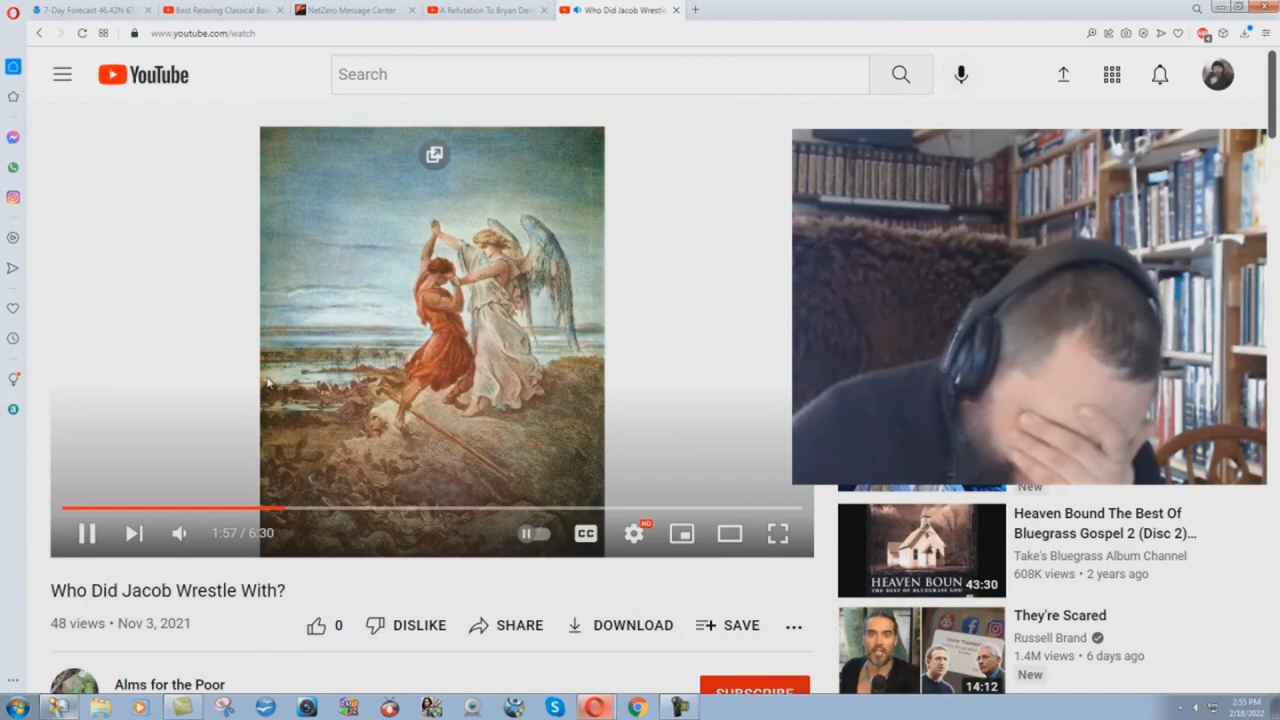 7-Day Forecast 46.42N 67.
Best Relaxing Classical Bar
NetZero Message Center
A Refutation To Bryan Den
Who Did Jacob Wrestle
www.youtube.com/watch
YouTube
Search
1:57 / 6:30
HD
CC
Who Did Jacob Wrestle With?
48 views • Nov 3, 2021
0
DISLIKE
SHARE
DOWNLOAD
SAVE
Alms for the Poor
SUBSCRIBE
New
HEAVEN BOUN
43:30
Heaven Bound The Best Of
Bluegrass Gospel 2 (Disc 2)...
Take's Bluegrass Album Channel
608K views • 2 years ago
14:12
They're Scared
Russell Brand
1.4M views • 6 days ago
New
2:55 PM
2/18/2022